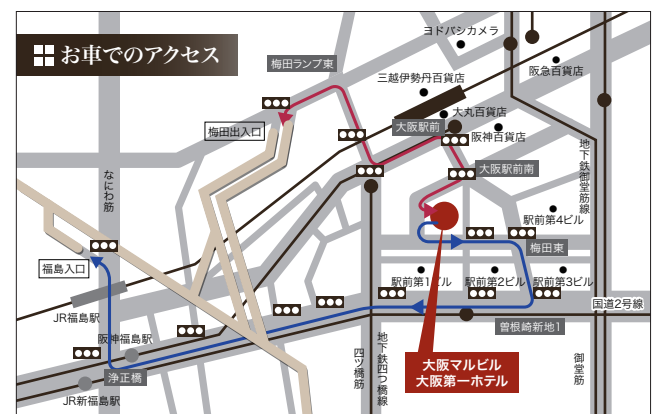 お車でのアクセス
ヨドバシカメラ
梅田ランプ東
阪急百貨店
三越伊勢丹百貨店
大丸百貨店
梅田出入口
大阪駅前
阪神百貨店
地下鉄御堂筋線
なにわ筋
大阪駅前南
駅前第4ビル
梅田東
福島入口
駅前第1ビル
駅前第2ビル
駅前第3ビル
国道2号線
JR福島駅
曽根崎新地1
阪神福島駅
四ツ橋筋
地下鉄四つ橋線
御堂筋
大阪マルビル
大阪第一ホテル
浄正橋
JR新福島駅